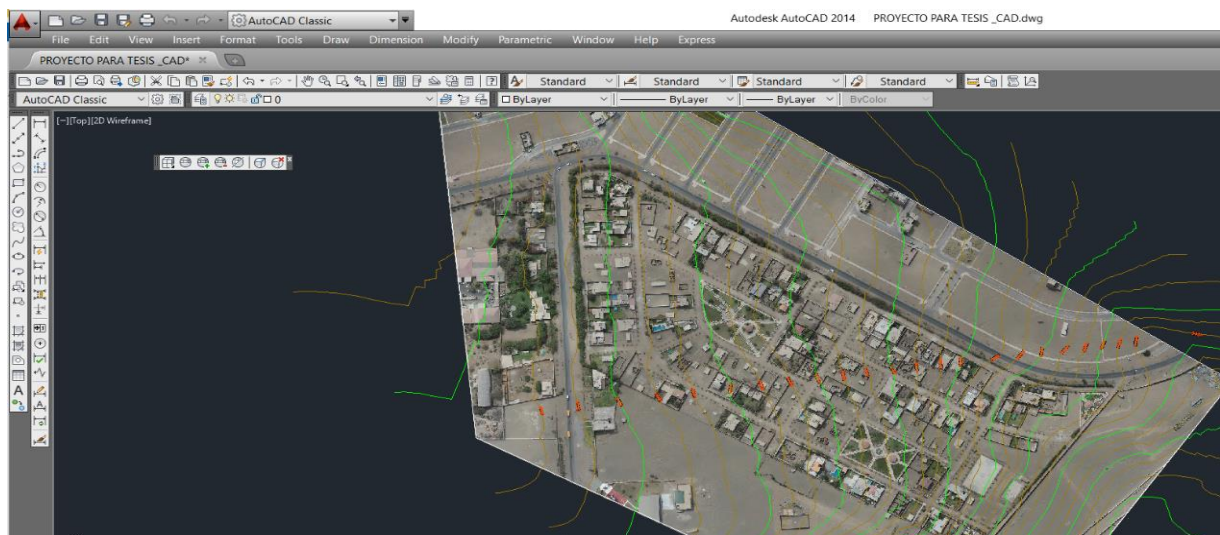 AutoCAD Classic
Autodesk AutoCAD 2014 PROYECTO PARA TESIS _CAD.dwg
File Edit View Insert Format Tools Draw Dimension Modify Parametric Window Help Express
PROYECTO PARA TESIS _CAD*
Standard Standard Standard Standard
AutoCAD Classic 0 ByLayer ByLayer ByLayer ByColor
[−][Top][2D Wireframe]